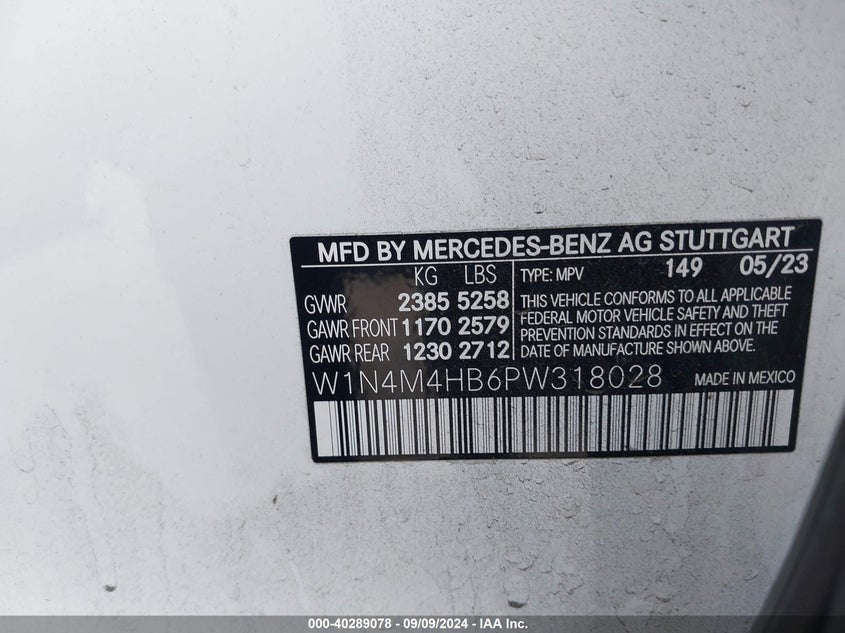 MFD BY MERCEDES-BENZ AG STUTTGART
KG LBS TYPE: MPV 149 05/23
GVWR 2385 5258
GAWR FRONT 1170 2579
GAWR REAR 1230 2712
THIS VEHICLE CONFORMS TO ALL APPLICABLE
FEDERAL MOTOR VEHICLE SAFETY AND THEFT
PREVENTION STANDARDS IN EFFECT ON THE
DATE OF MANUFACTURE SHOWN ABOVE.
W1N4M4HB6PW318028 MADE IN MEXICO
000-40289078 - 09/09/2024 - IAA Inc.